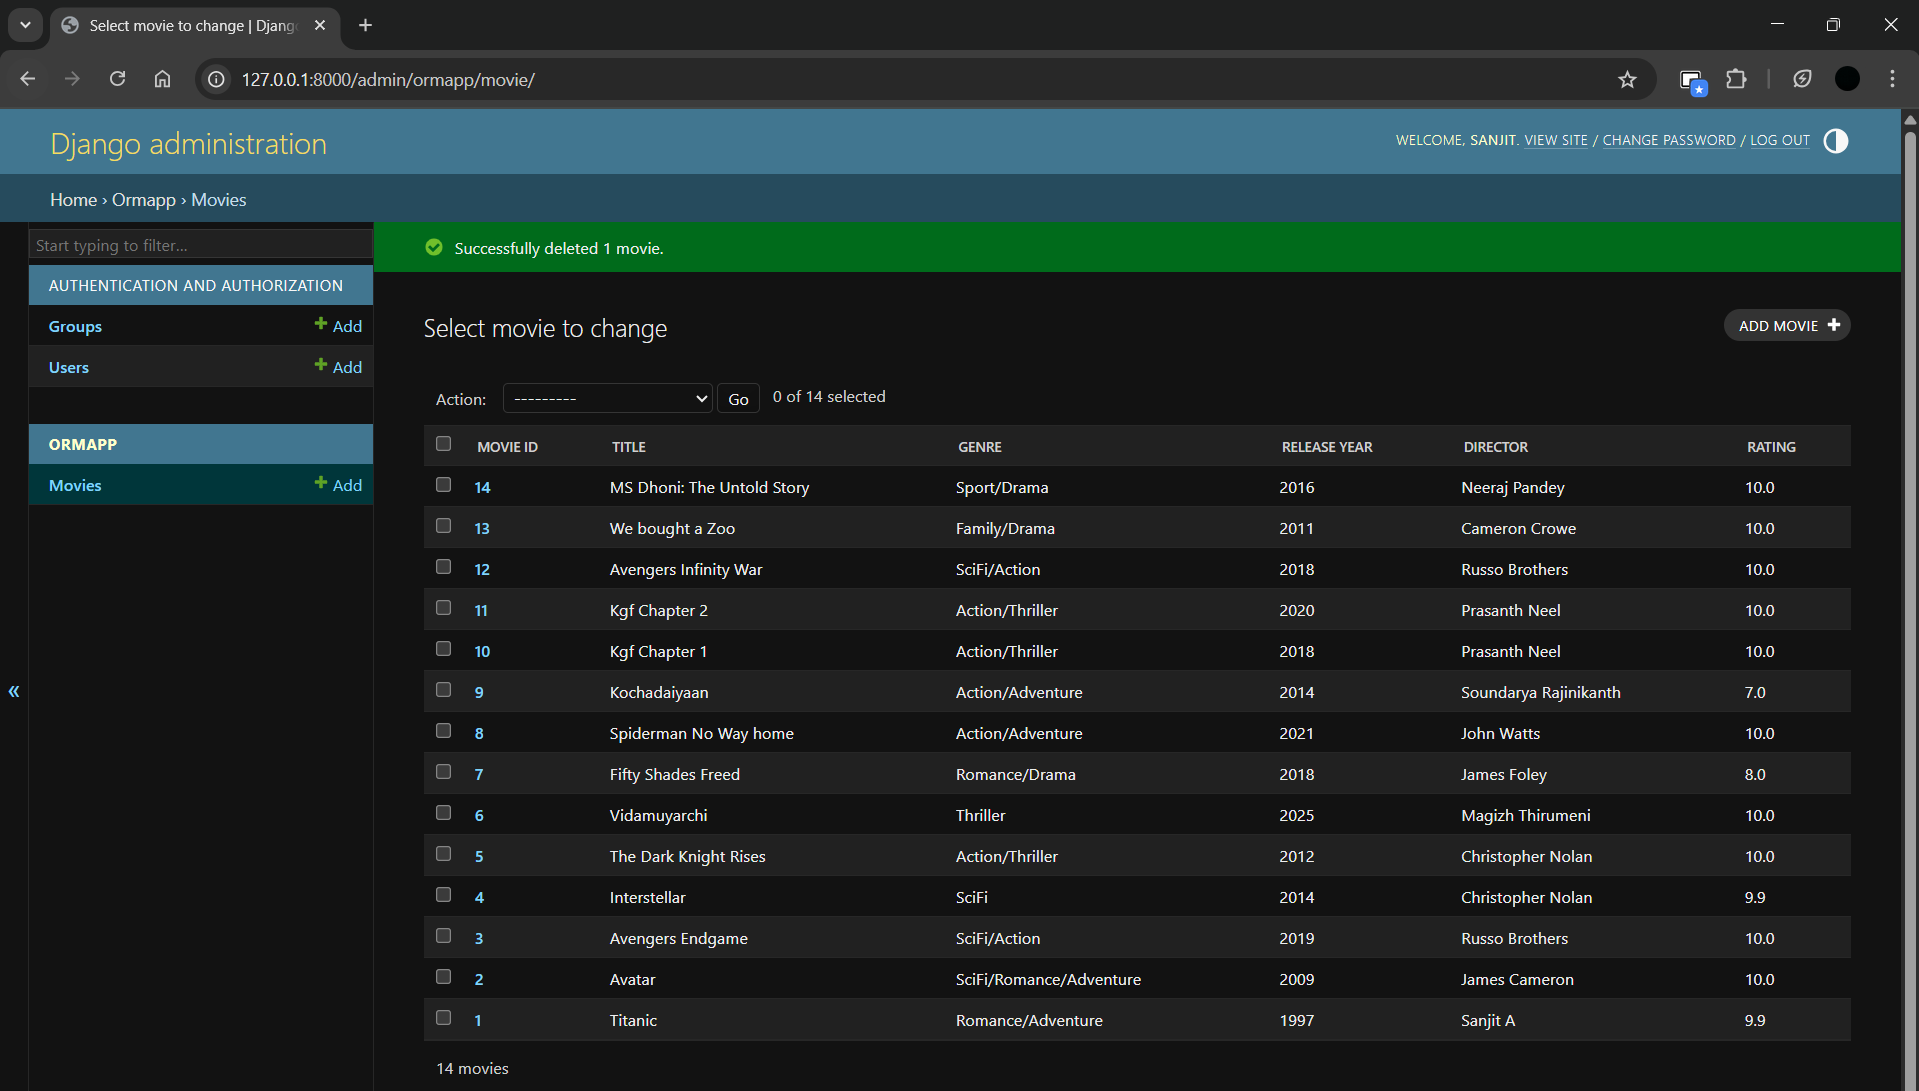 Select movie to change | Djang
127.0.0.1:8000/admin/ormapp/movie/
Django administration
WELCOME, SANJIT. VIEW SITE / CHANGE PASSWORD / LOG OUT
Home › Ormapp › Movies
Start typing to filter...
AUTHENTICATION AND AUTHORIZATION
Groups + Add
Users + Add
ORMAPP
Movies + Add
«
Successfully deleted 1 movie.
Select movie to change
ADD MOVIE +
Action: --------- Go 0 of 14 selected
MOVIE ID TITLE GENRE RELEASE YEAR DIRECTOR RATING
14 MS Dhoni: The Untold Story Sport/Drama 2016 Neeraj Pandey 10.0
13 We bought a Zoo Family/Drama 2011 Cameron Crowe 10.0
12 Avengers Infinity War SciFi/Action 2018 Russo Brothers 10.0
11 Kgf Chapter 2 Action/Thriller 2020 Prasanth Neel 10.0
10 Kgf Chapter 1 Action/Thriller 2018 Prasanth Neel 10.0
9 Kochadaiyaan Action/Adventure 2014 Soundarya Rajinikanth 7.0
8 Spiderman No Way home Action/Adventure 2021 John Watts 10.0
7 Fifty Shades Freed Romance/Drama 2018 James Foley 8.0
6 Vidamuyarchi Thriller 2025 Magizh Thirumeni 10.0
5 The Dark Knight Rises Action/Thriller 2012 Christopher Nolan 10.0
4 Interstellar SciFi 2014 Christopher Nolan 9.9
3 Avengers Endgame SciFi/Action 2019 Russo Brothers 10.0
2 Avatar SciFi/Romance/Adventure 2009 James Cameron 10.0
1 Titanic Romance/Adventure 1997 Sanjit A 9.9
14 movies